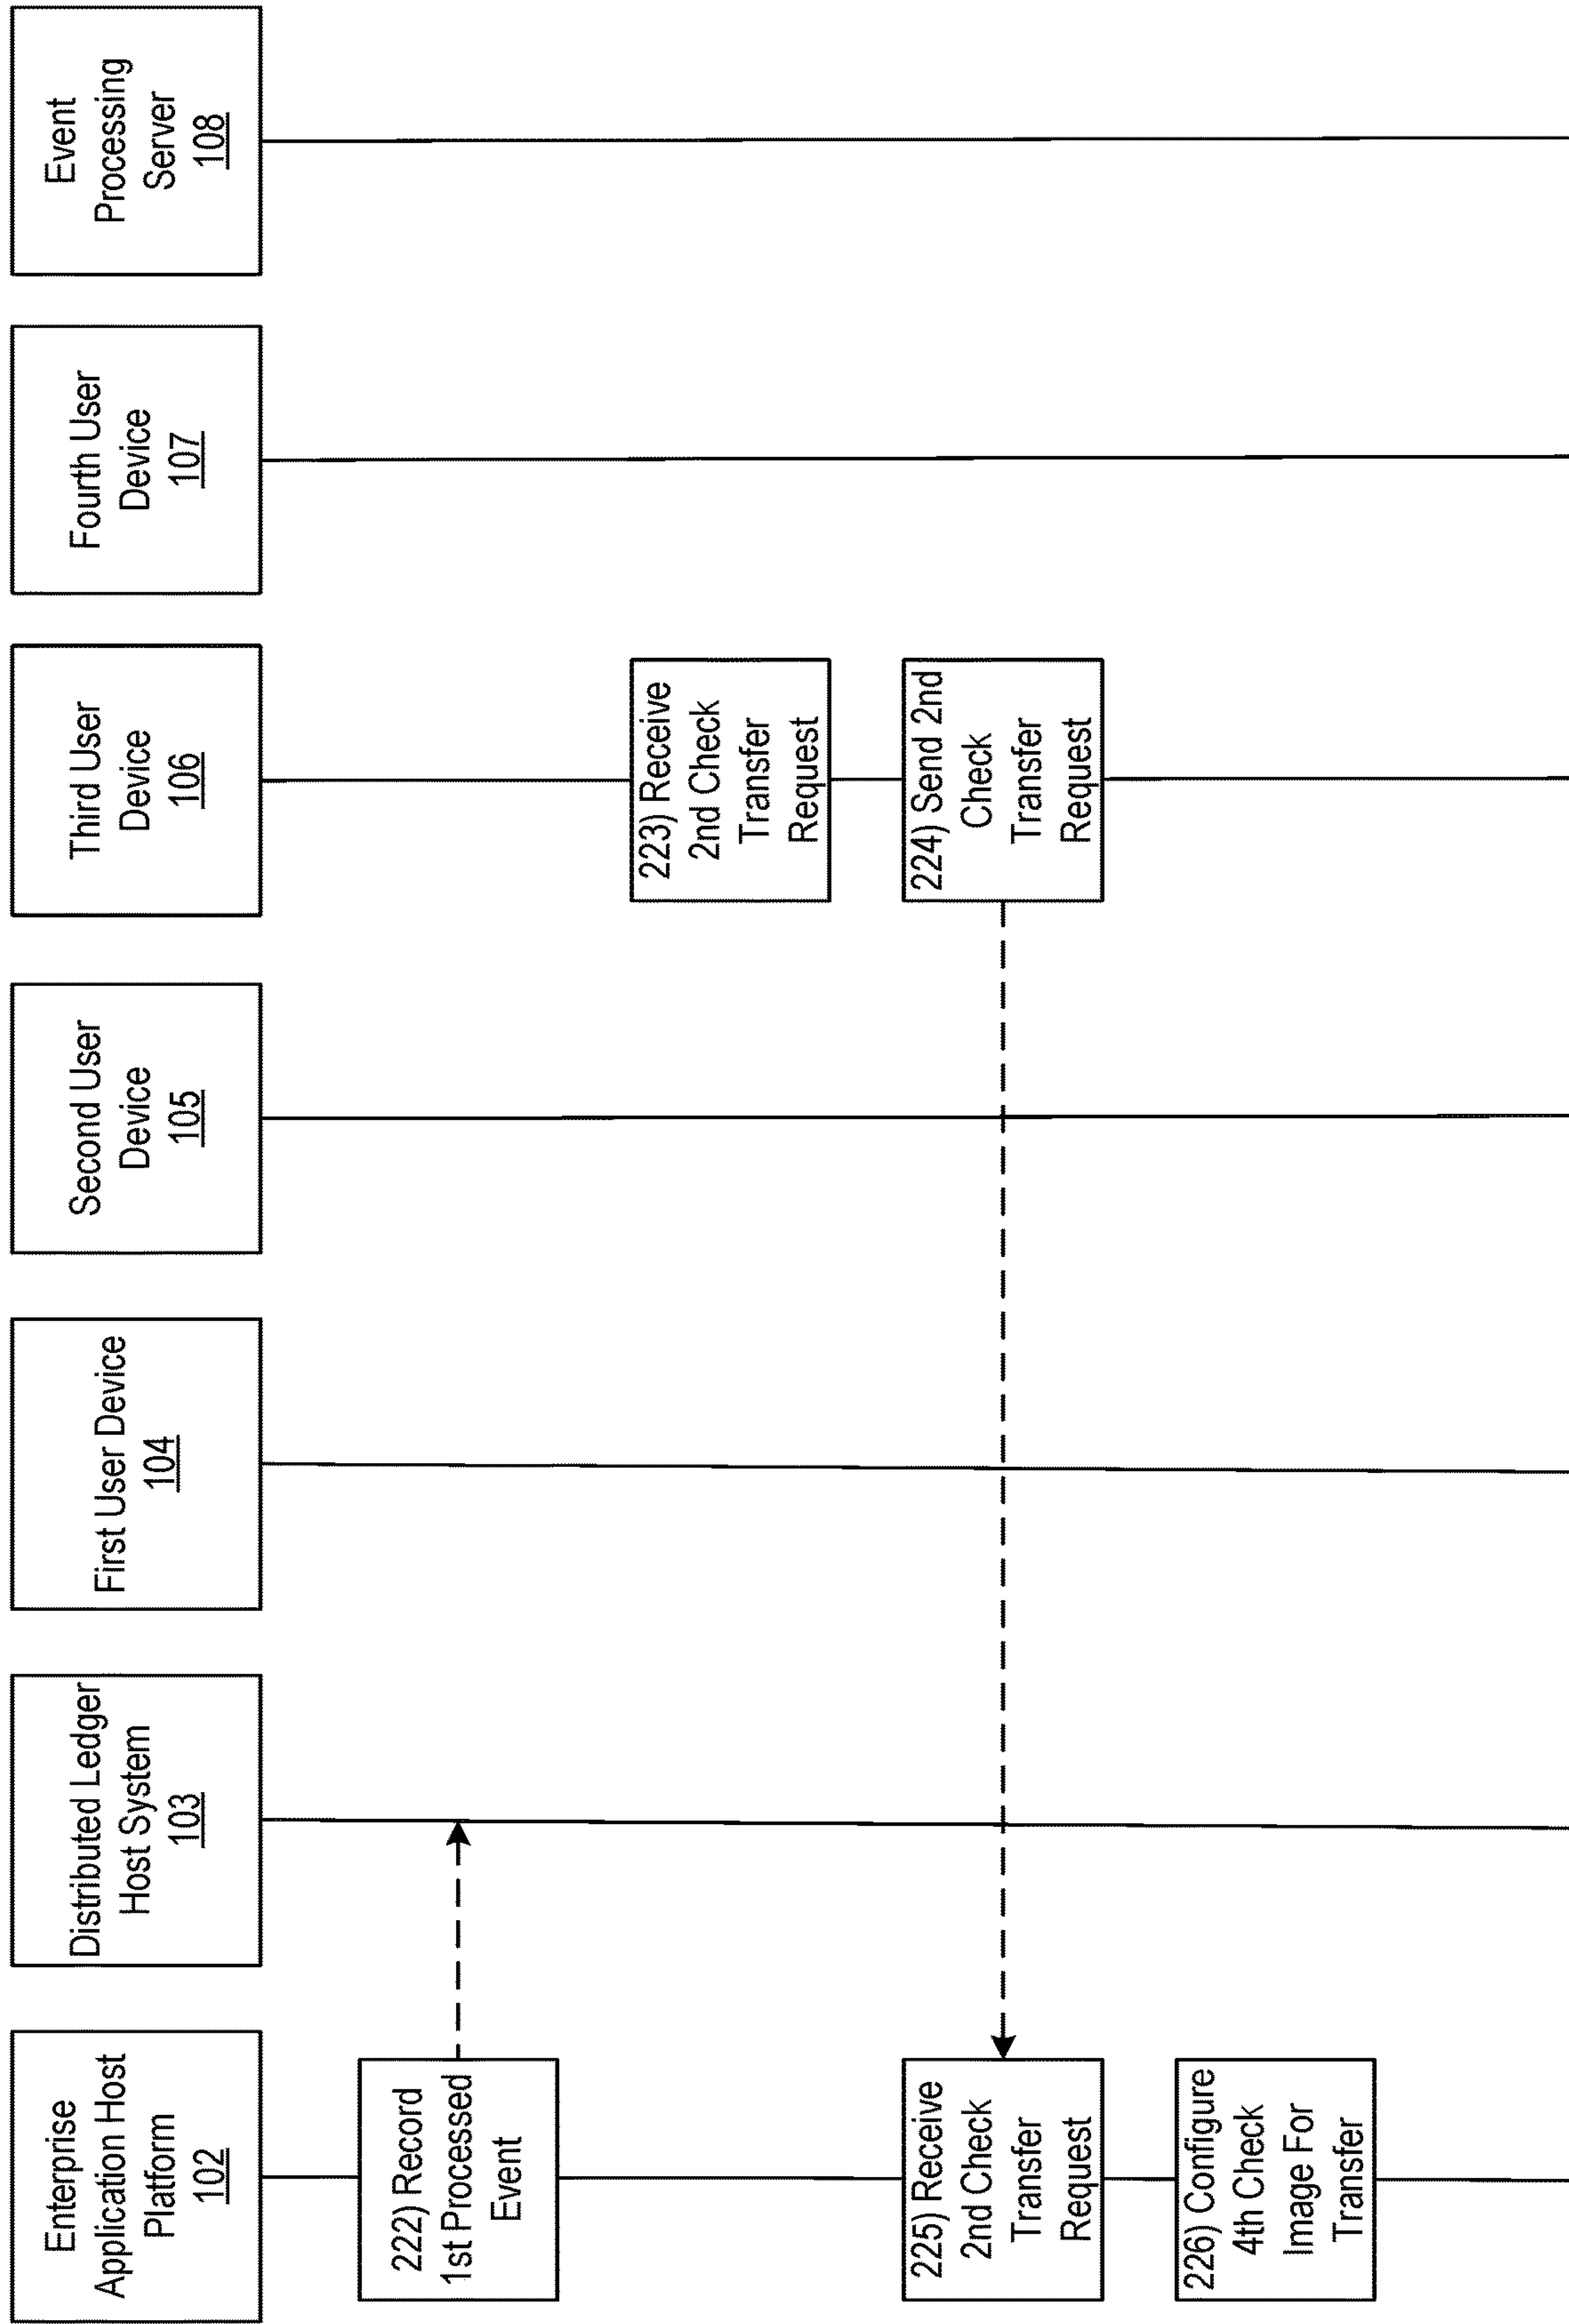 Enterprise
Application Host
Platform
102
Distributed Ledger
Host System
103
First User Device
104
Second User
Device
105
Third User
Device
106
Fourth User
Device
107
Event
Processing
Server
108
222) Record
1st Processed
Event
223) Receive
2nd Check
Transfer
Request
224) Send 2nd
Check
Transfer
Request
225) Receive
2nd Check
Transfer
Request
226) Configure
4th Check
Image For
Transfer